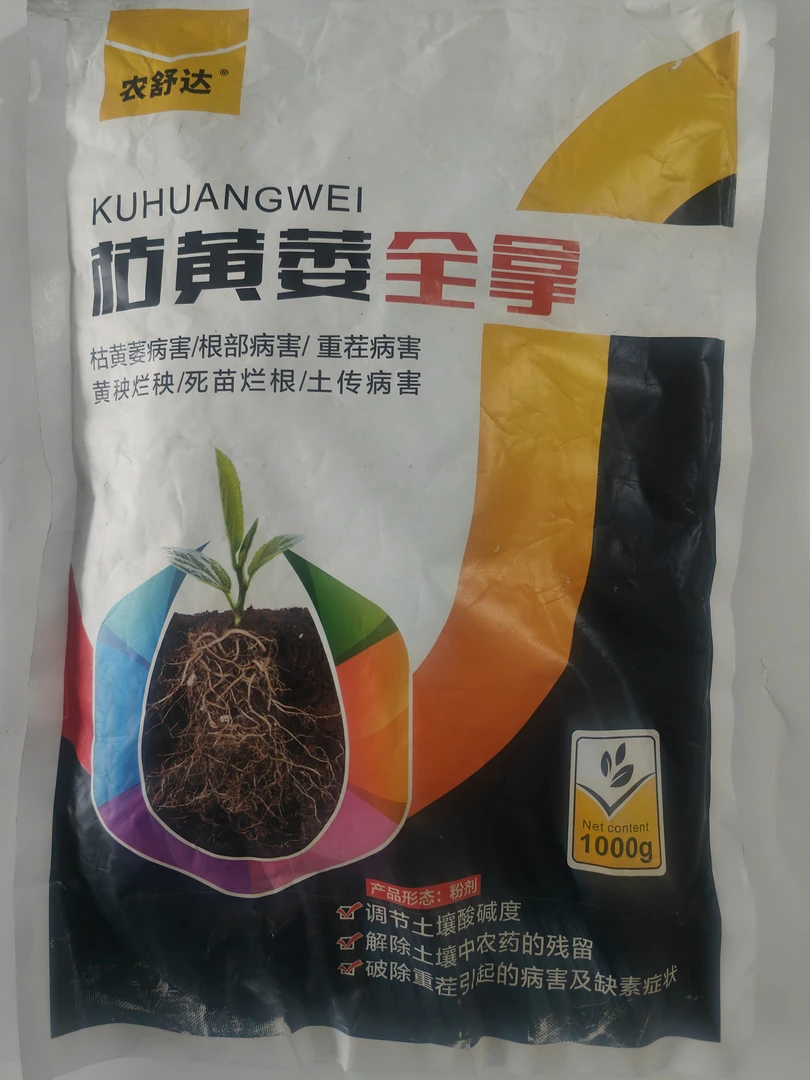 农舒达®
KUHUANGWEI
枯黄萎全拿
枯黄萎病害/根部病害/ 重茬病害
黄秧烂秧/死苗烂根/土传病害
Net content
1000g
产品形态：粉剂
调节土壤酸碱度
解除土壤中农药的残留
破除重茬引起的病害及缺素症状